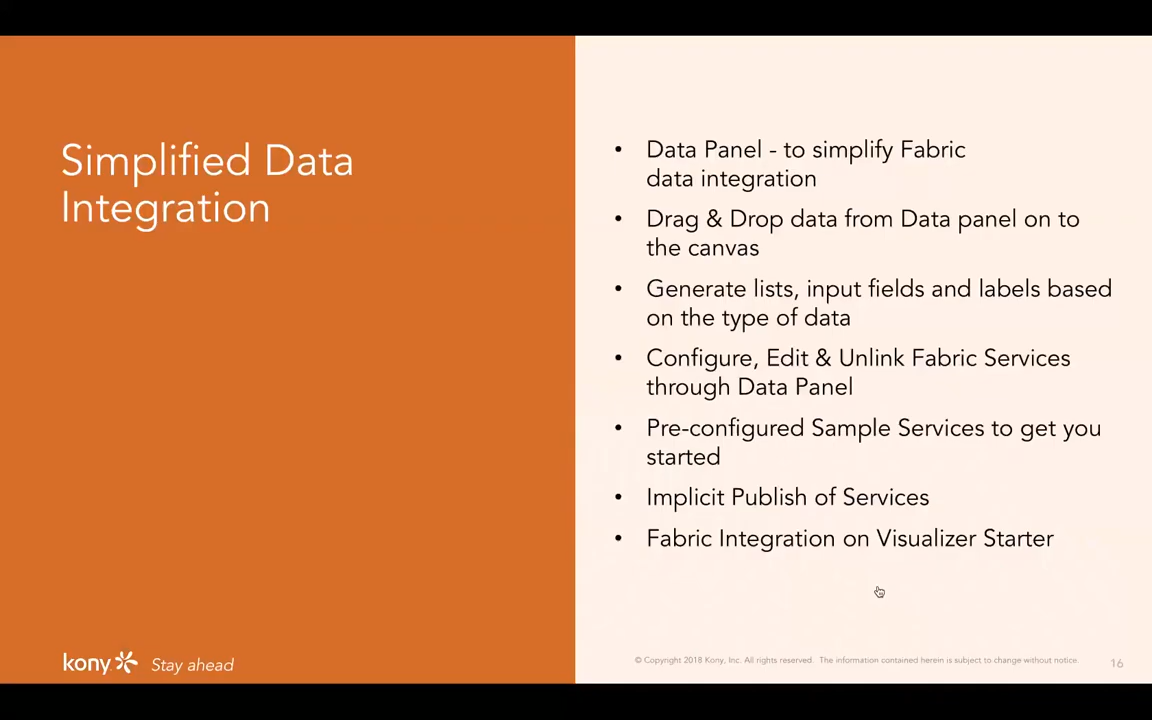 Simplified Data
Integration
• Data Panel - to simplify Fabric
data integration
• Drag & Drop data from Data panel on to
the canvas
• Generate lists, input fields and labels based
on the type of data
• Configure, Edit & Unlink Fabric Services
through Data Panel
• Pre-configured Sample Services to get you
started
• Implicit Publish of Services
• Fabric Integration on Visualizer Starter
kony Stay ahead
© Copyright 2018 Kony, Inc. All rights reserved. The information contained herein is subject to change without notice.
16